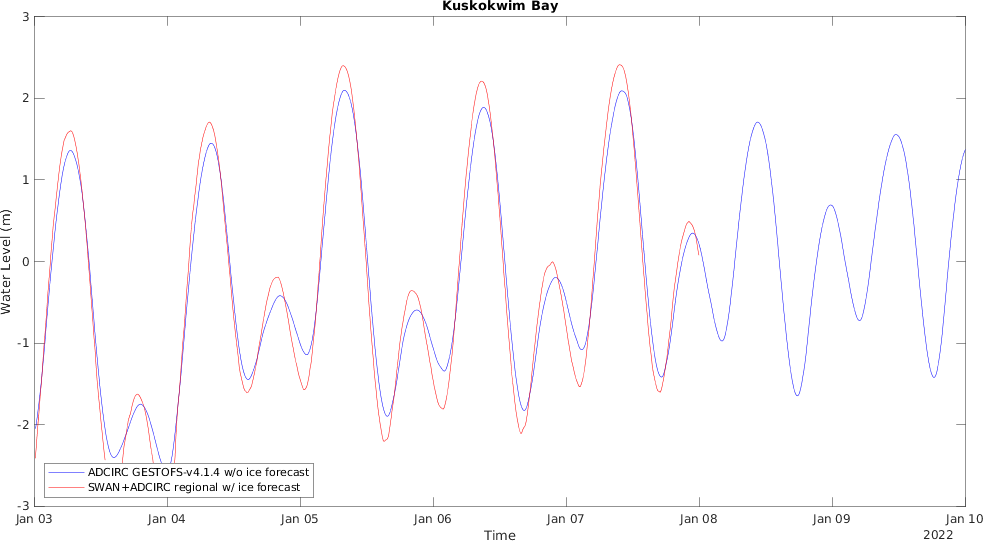 Kuskokwim Bay
3
2
1
0
-1
-2
-3
Water Level (m)
ADCIRC GESTOFS-v4.1.4 w/o ice forecast
SWAN+ADCIRC regional w/ ice forecast
Jan 03 Jan 04 Jan 05 Jan 06 Jan 07 Jan 08 Jan 09 Jan 10
Time
2022